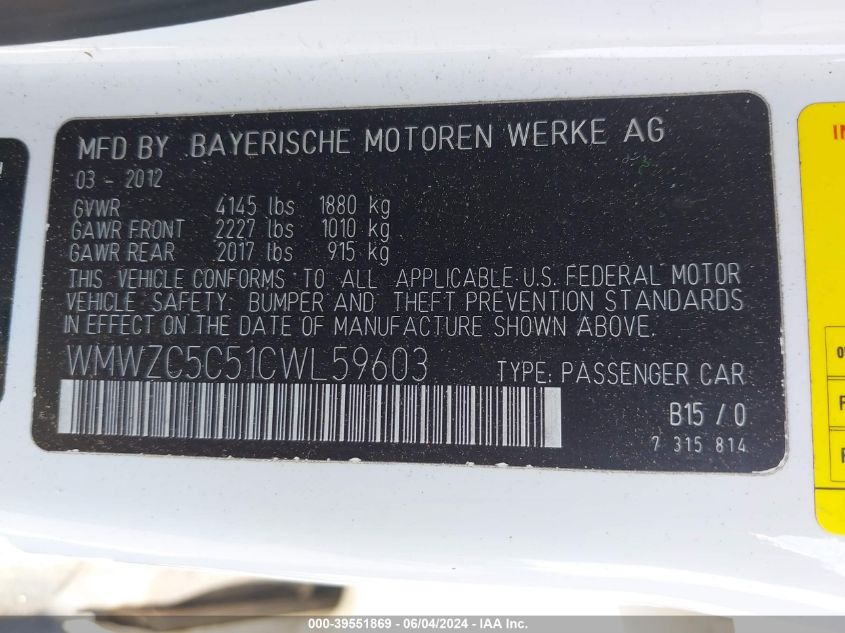 MFD BY BAYERISCHE MOTOREN WERKE AG
03 - 2012
GVWR 4145 lbs 1880 kg
GAWR FRONT 2227 lbs 1010 kg
GAWR REAR 2017 lbs 915 kg
THIS VEHICLE CONFORMS TO ALL APPLICABLE U.S. FEDERAL MOTOR
VEHICLE SAFETY, BUMPER AND THEFT PREVENTION STANDARDS
IN EFFECT ON THE DATE OF MANUFACTURE SHOWN ABOVE.
WMWZC5C51CWL59603 TYPE: PASSENGER CAR
B15 / 0
7 315 814
000-39551869 - 06/04/2024 - IAA Inc.